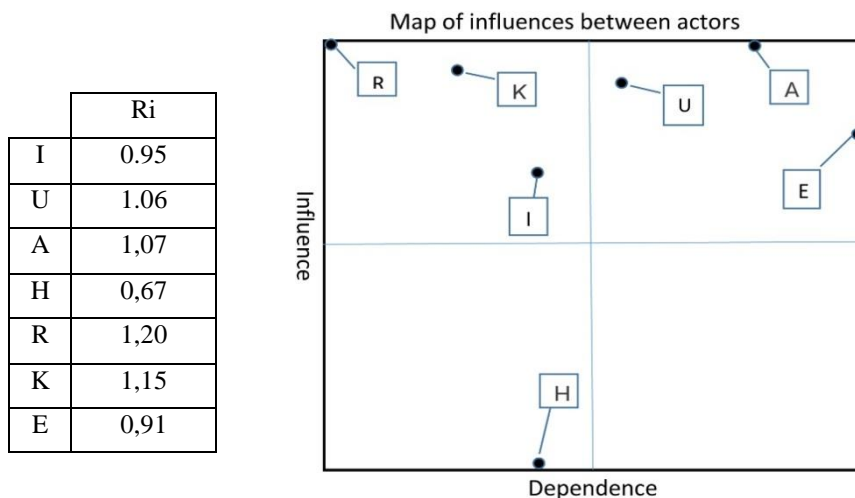 Ri
I 0.95
U 1.06
A 1,07
H 0,67
R 1,20
K 1,15
E 0,91
Map of influences between actors
R
K
U
A
E
I
H
Influence
Dependence